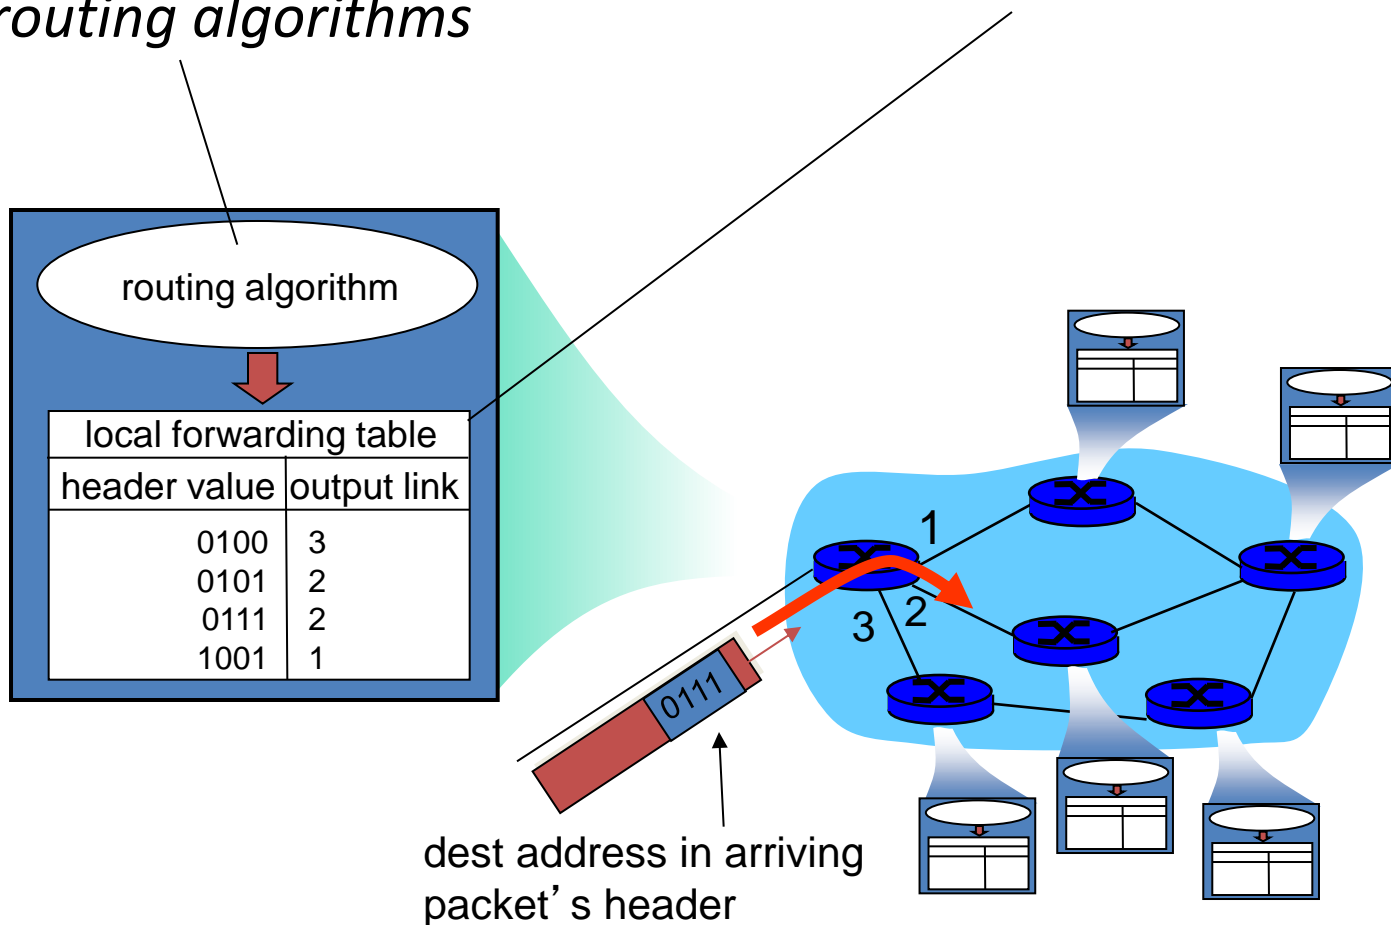 routing algorithms
routing algorithm
local forwarding table
header value output link
0100 3
0101 2
0111 2
1001 1
1
2
3
0111
dest address in arriving
packet’ s header